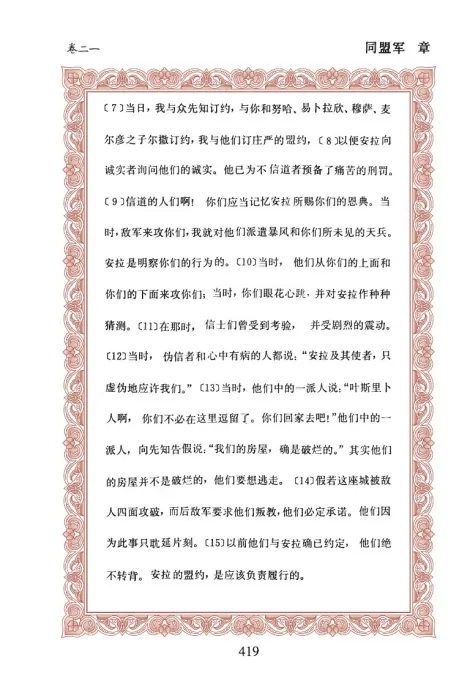 卷二一
同盟军 章
〔7〕当日，我与众先知订约，与你和努哈、易卜拉欣、穆萨、麦
尔彦之子尔撒订约，我与他们订庄严的盟约，〔8〕以便安拉向
诚实者询问他们的诚实。他已为不信道者预备了痛苦的刑罚。
〔9〕信道的人们啊！ 你们应当记忆安拉所赐你们的恩典。当
时，敌军来攻你们，我就对他们派遣暴风和你们所未见的天兵。
安拉是明察你们的行为的。〔10〕当时， 他们从你们的上面和
你们的下面来攻你们；当时，你们眼花心跳，并对安拉作种种
猜测。〔11〕在那时， 信士们曾受到考验， 并受剧烈的震动。
〔12〕当时， 伪信者和心中有病的人都说：“安拉及其使者，只
虚伪地应许我们。”〔13〕当时，他们中的一派人说：“叶斯里卜
人啊， 你们不必在这里逗留了。你们回家去吧！”他们中的一
派人，向先知告假说：“我们的房屋，确是破烂的。”其实他们
的房屋并不是破烂的，他们要想逃走。〔14〕假若这座城被敌
人四面攻破，而后敌军要求他们叛教，他们必定承诺。他们因
为此事只耽延片刻。〔15〕以前他们与安拉确已约定， 他们绝
不转背。安拉的盟约，是应该负责履行的。
419